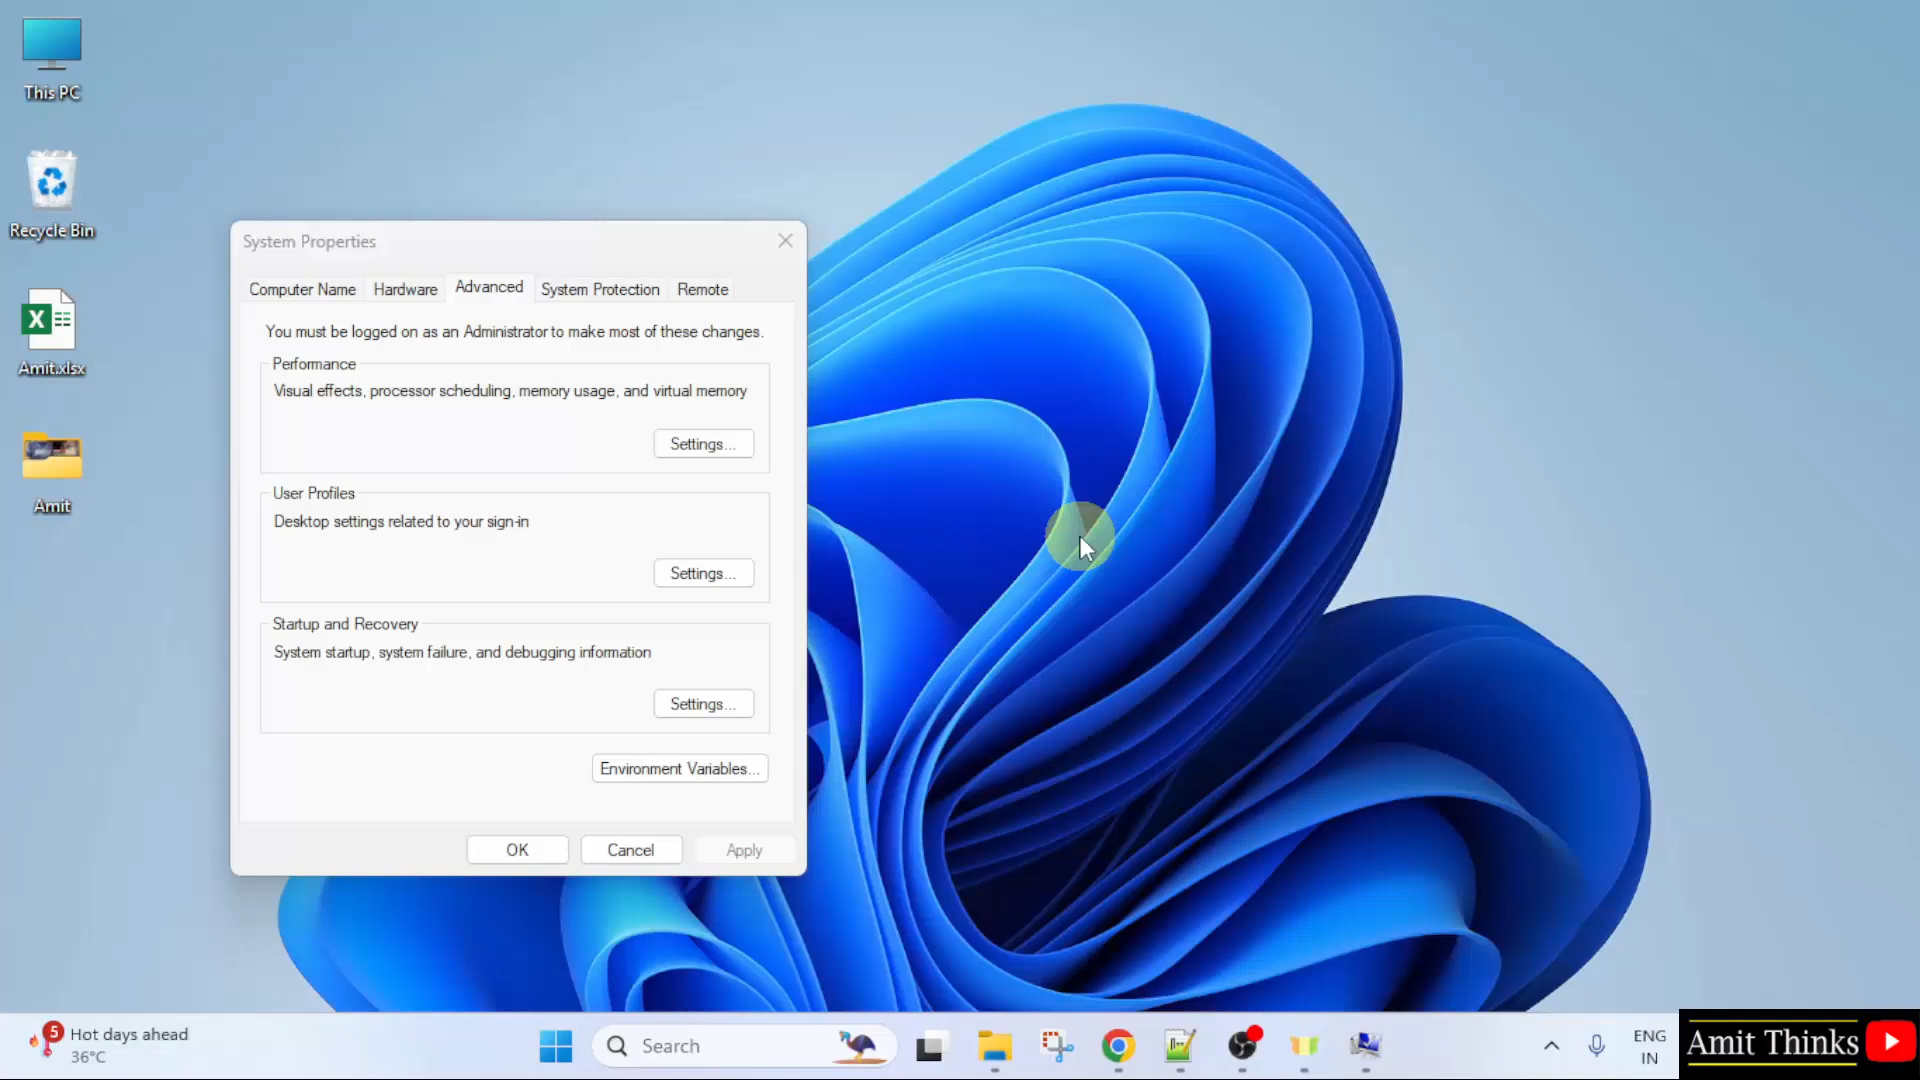 This PC
Recycle Bin
X
Amit.xlsx
Amit
System Properties
Computer Name Hardware Advanced System Protection Remote
You must be logged on as an Administrator to make most of these changes.
Performance
Visual effects, processor scheduling, memory usage, and virtual memory
Settings...
User Profiles
Desktop settings related to your sign-in
Settings...
Startup and Recovery
System startup, system failure, and debugging information
Settings...
Environment Variables...
OK Cancel Apply
5
Hot days ahead
36°C
Search
ENG
IN
Amit Thinks